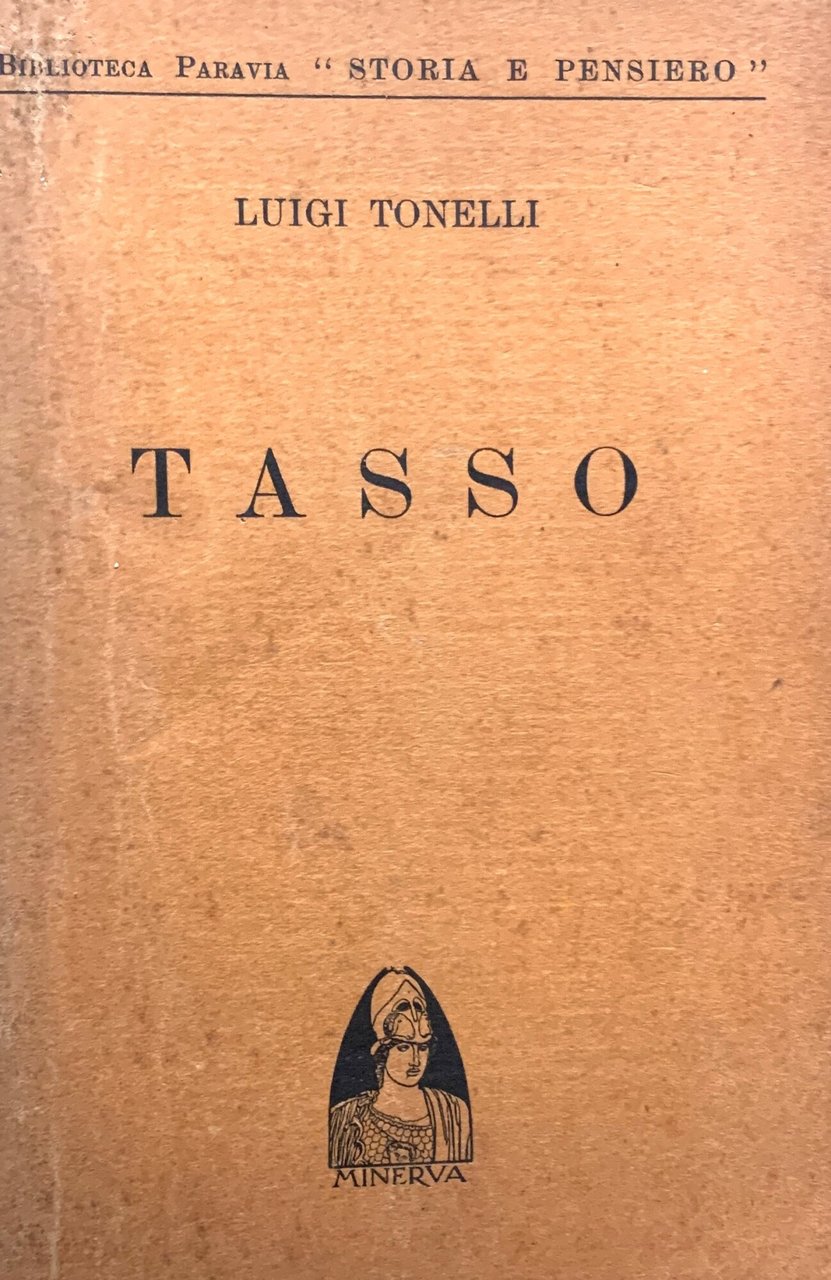 BIBLIOTECA PARAVIA “ STORIA E PENSIERO ”
LUIGI TONELLI
TASSO
MINERVA